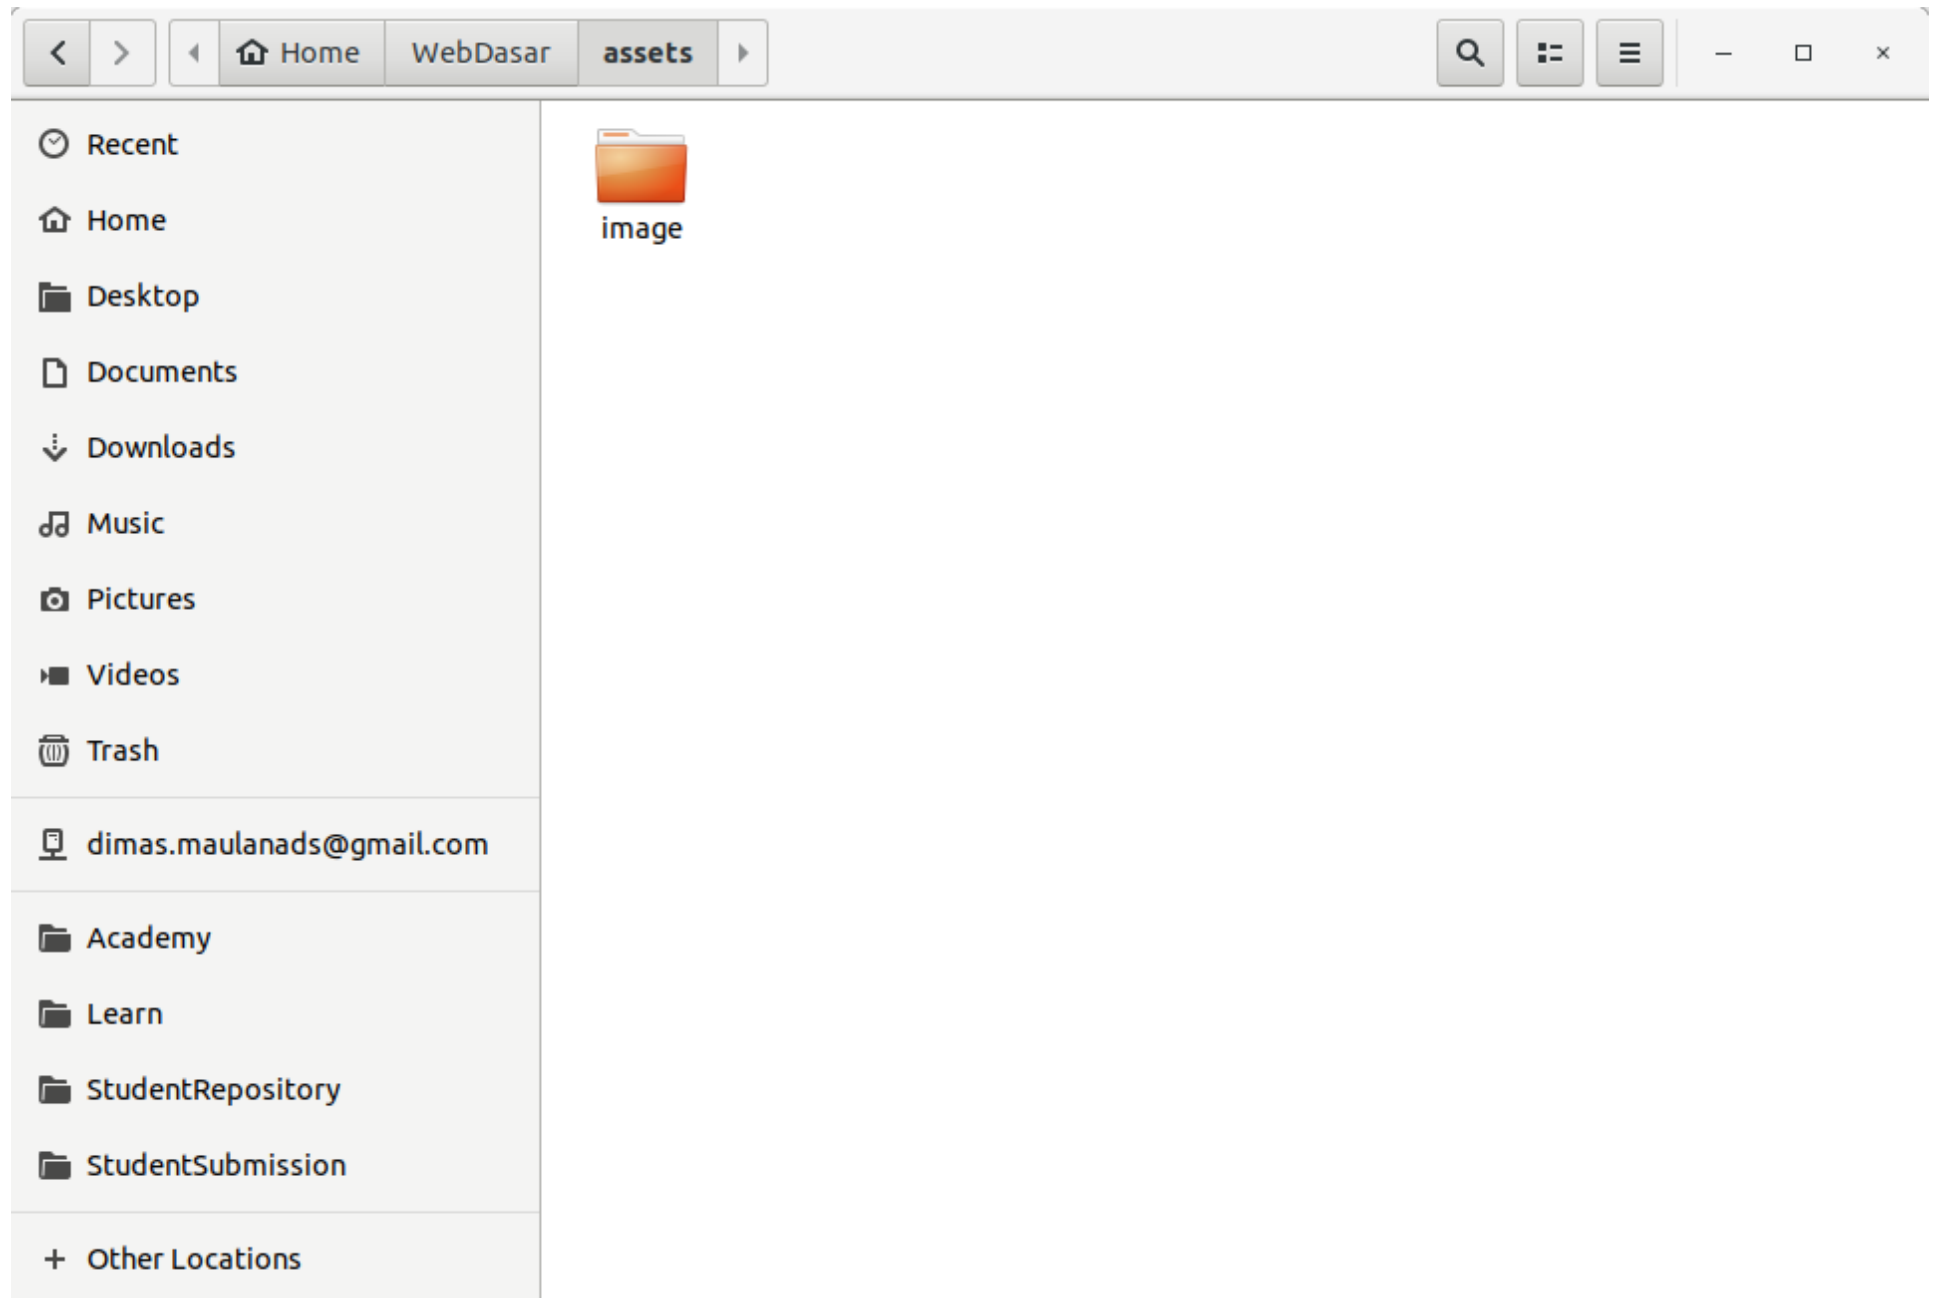 Home WebDasar assets
Recent
Home
Desktop
Documents
Downloads
Music
Pictures
Videos
Trash
dimas.maulanads@gmail.com
Academy
Learn
StudentRepository
StudentSubmission
Other Locations
image